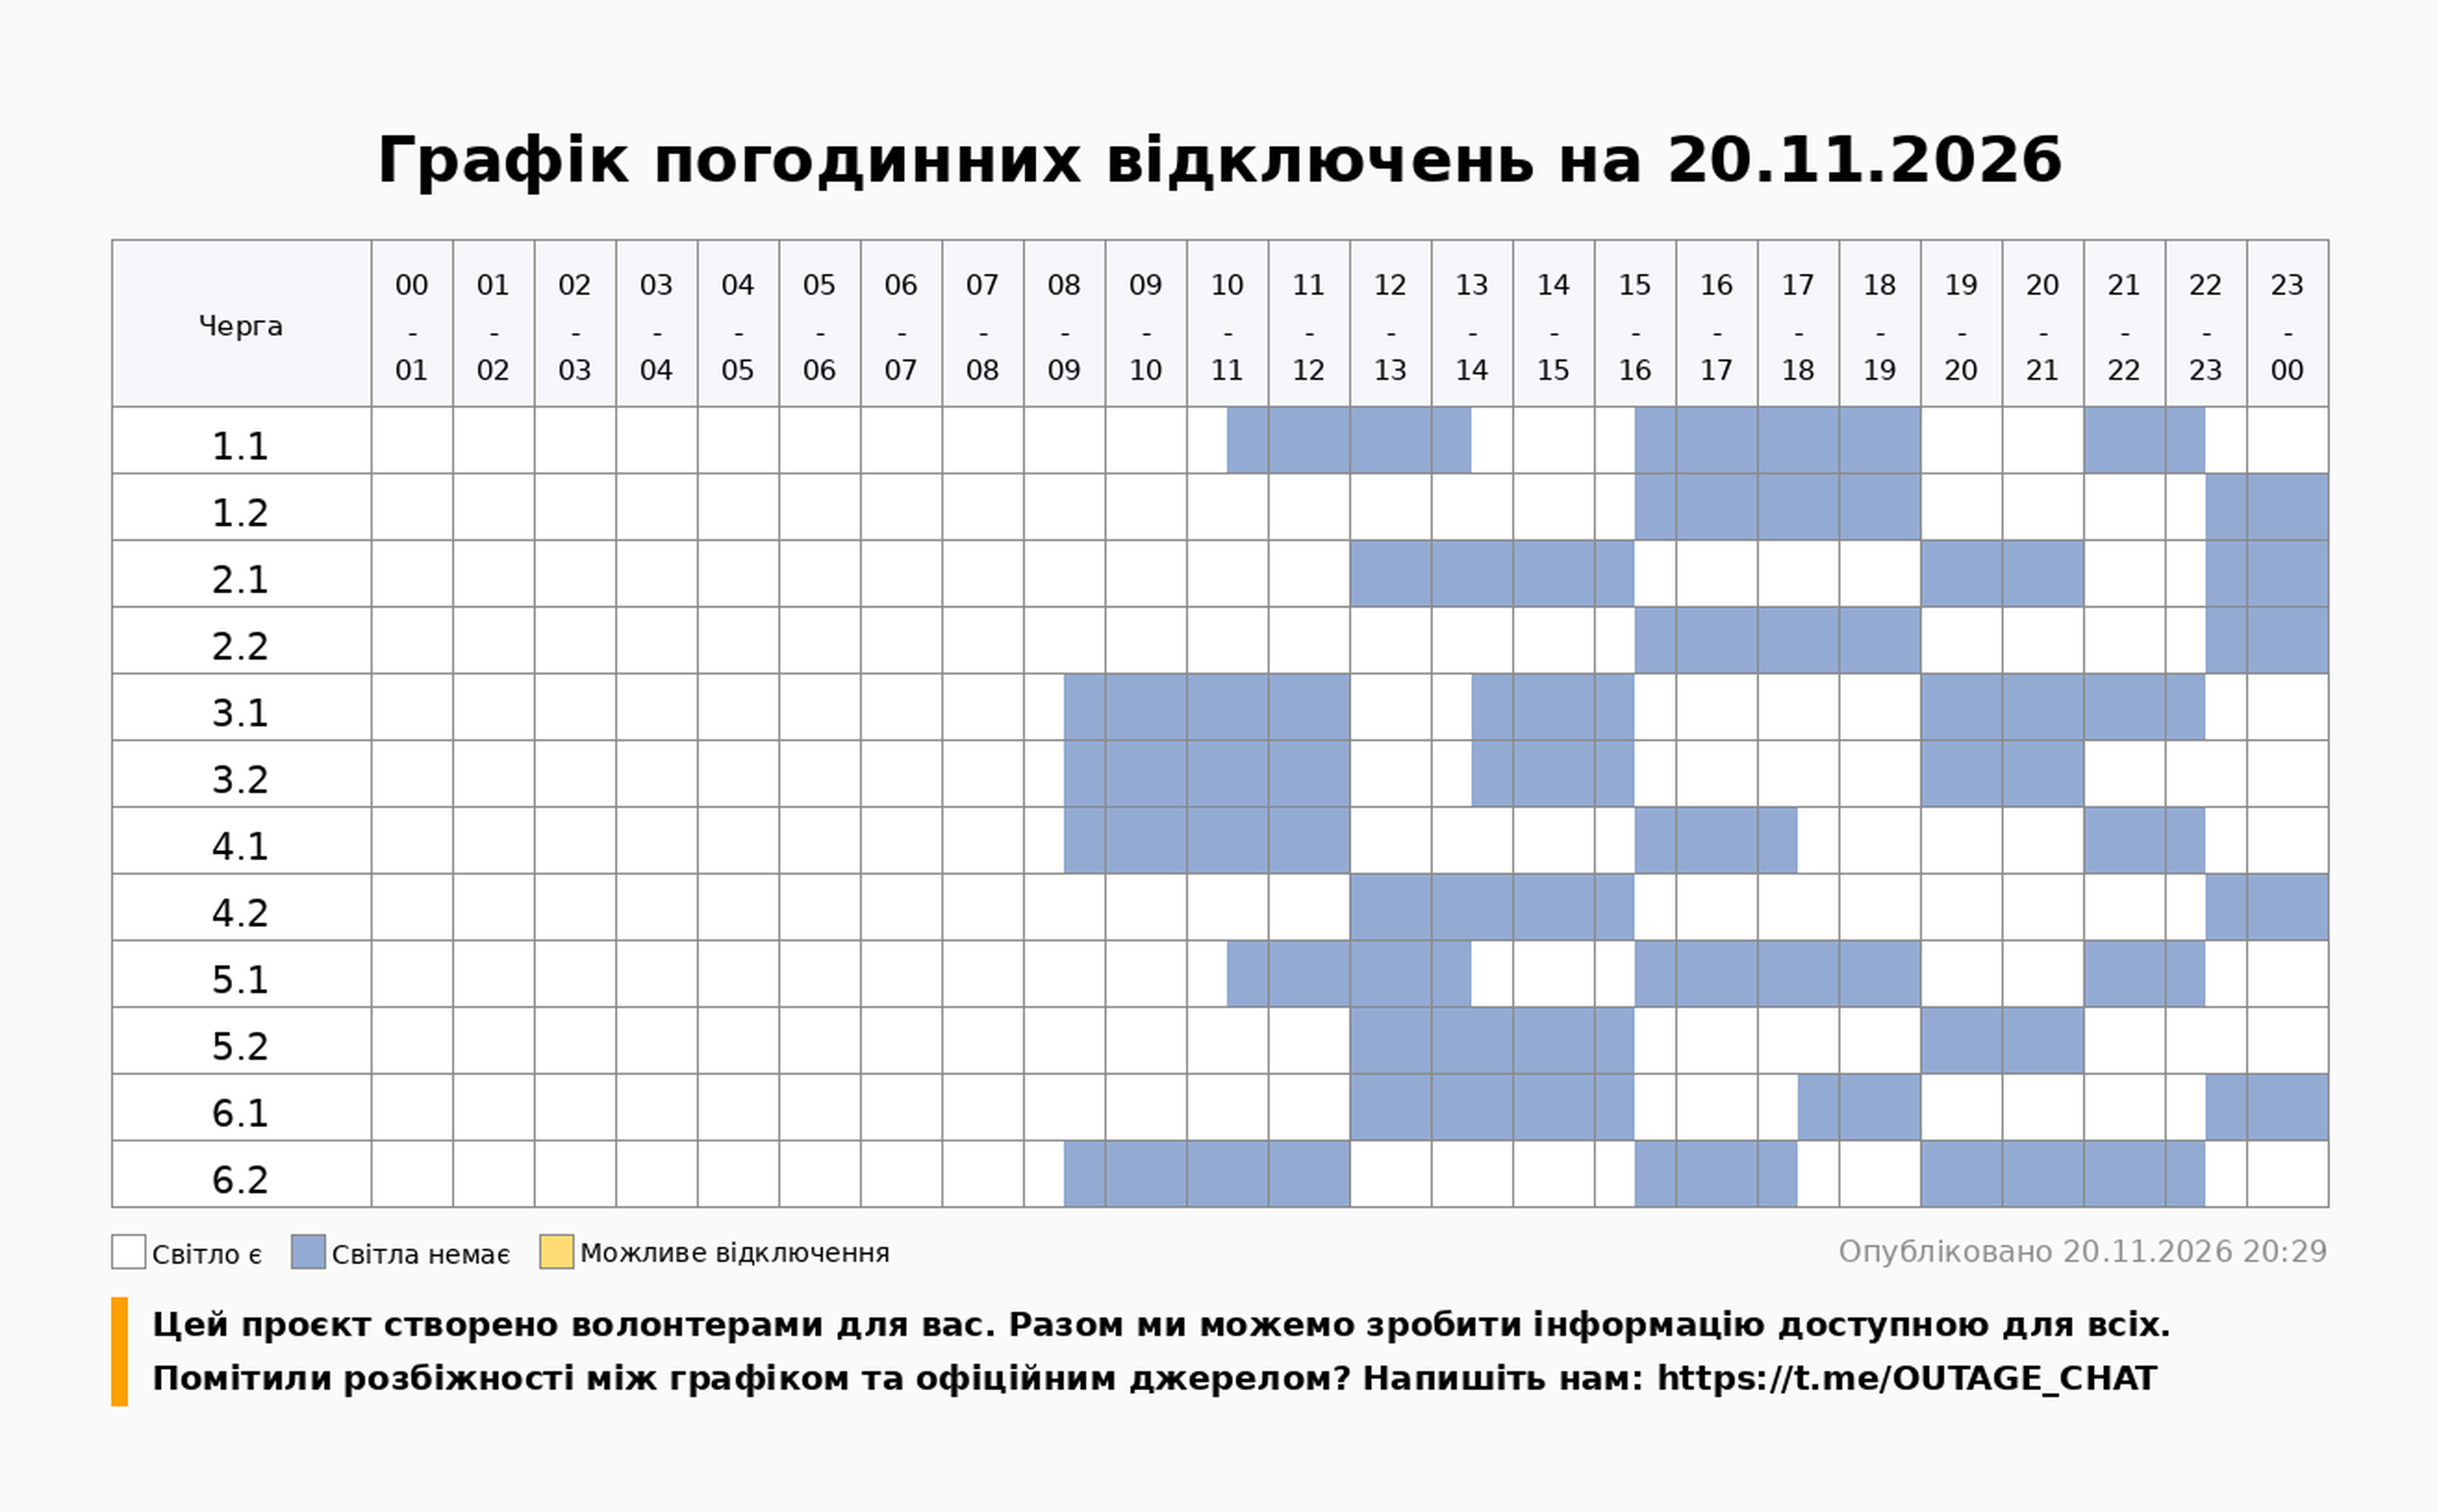 Графік погодинних відключень на 20.11.2026
Черга 00 - 01 01 - 02 02 - 03 03 - 04 04 - 05 05 - 06 06 - 07 07 - 08 08 - 09 09 - 10 10 - 11 11 - 12 12 - 13 13 - 14 14 - 15 15 - 16 16 - 17 17 - 18 18 - 19 19 - 20 20 - 21 21 - 22 22 - 23 23 - 00
1.1
1.2
2.1
2.2
3.1
3.2
4.1
4.2
5.1
5.2
6.1
6.2
Світло є Світла немає Можливе відключення Опубліковано 20.11.2026 20:29
Цей проєкт створено волонтерами для вас. Разом ми можемо зробити інформацію доступною для всіх.
Помітили розбіжності між графіком та офіційним джерелом? Напишіть нам: https://t.me/OUTAGE_CHAT